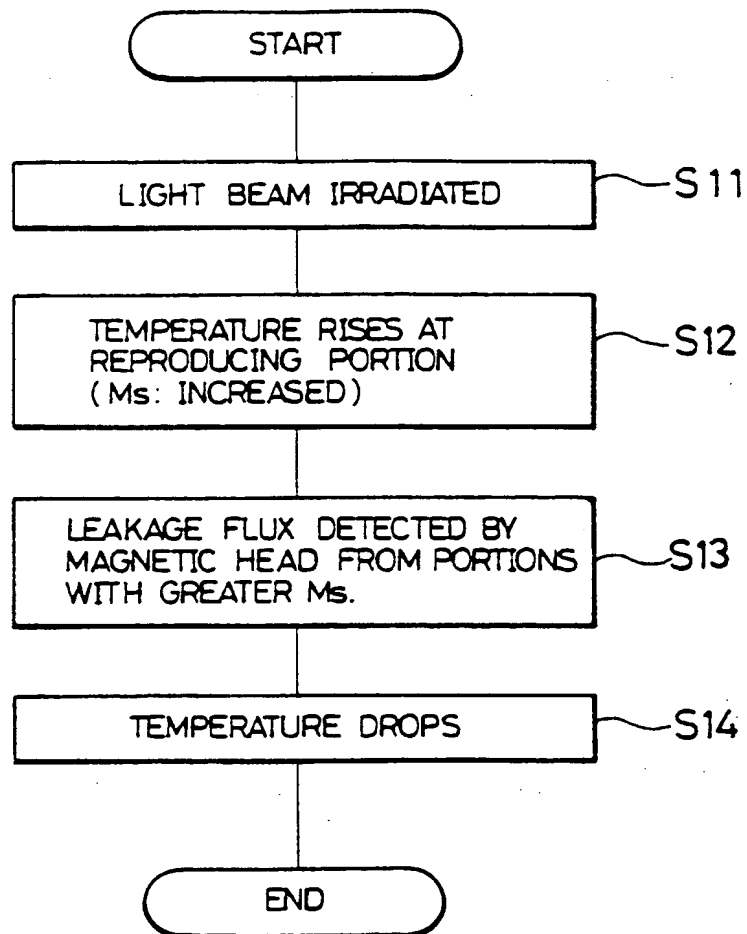 START
LIGHT BEAM IRRADIATED
S11
TEMPERATURE RISES AT
REPRODUCING PORTION
(Ms: INCREASED)
S12
LEAKAGE FLUX DETECTED BY
MAGNETIC HEAD FROM PORTIONS
WITH GREATER Ms.
S13
TEMPERATURE DROPS
S14
END